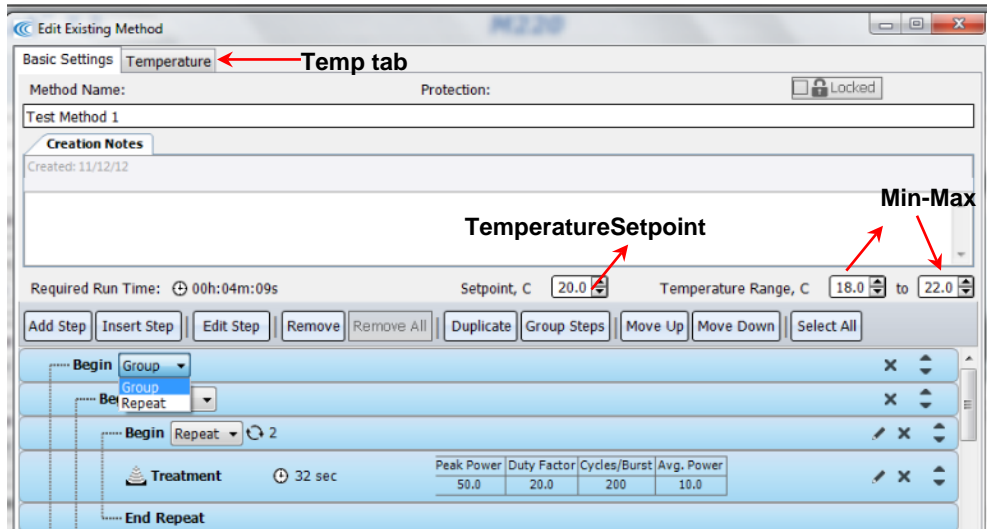 M220
Edit Existing Method
Basic Settings Temperature Temp tab
Method Name: Protection: Locked
Test Method 1
Creation Notes
Created: 11/12/12
Min-Max
TemperatureSetpoint
Required Run Time: 00h:04m:09s Setpoint, C 20.0 Temperature Range, C 18.0 to 22.0
Add Step Insert Step Edit Step Remove Remove All Duplicate Group Steps Move Up Move Down Select All
Begin Group
Group
Repeat
Begin Repeat 2
Peak Power Duty Factor Cycles/Burst Avg. Power
Treatment 32 sec 50.0 20.0 200 10.0
End Repeat